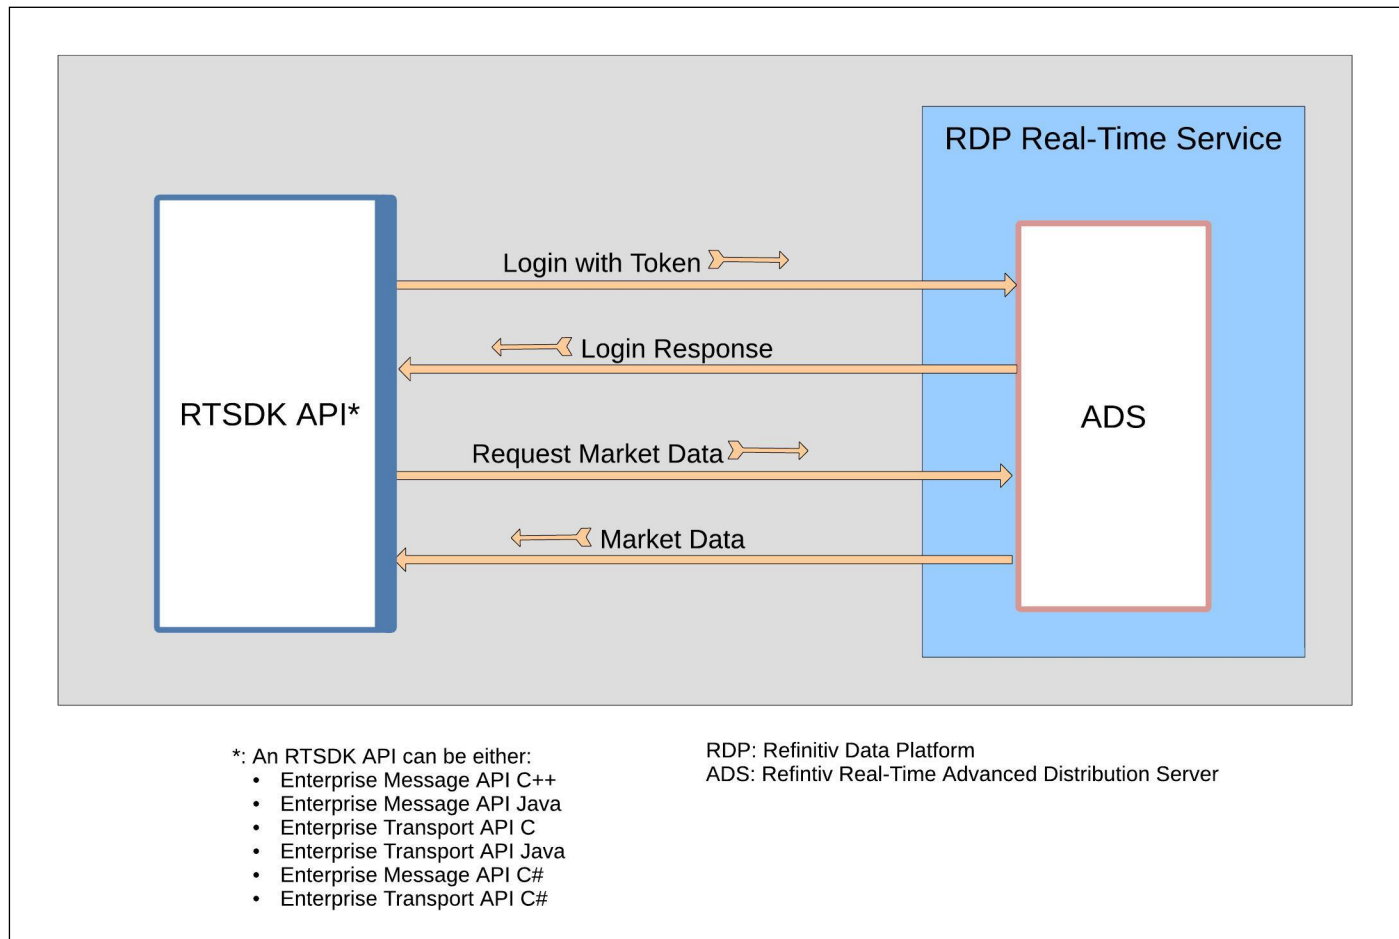 RDP Real-Time Service
Login with Token
Login Response
RTSDK API*
ADS
Request Market Data
Market Data
*: An RTSDK API can be either:
• Enterprise Message API C++
• Enterprise Message API Java
• Enterprise Transport API C
• Enterprise Transport API Java
• Enterprise Message API C#
• Enterprise Transport API C#
RDP: Refinitiv Data Platform
ADS: Refintiv Real-Time Advanced Distribution Server